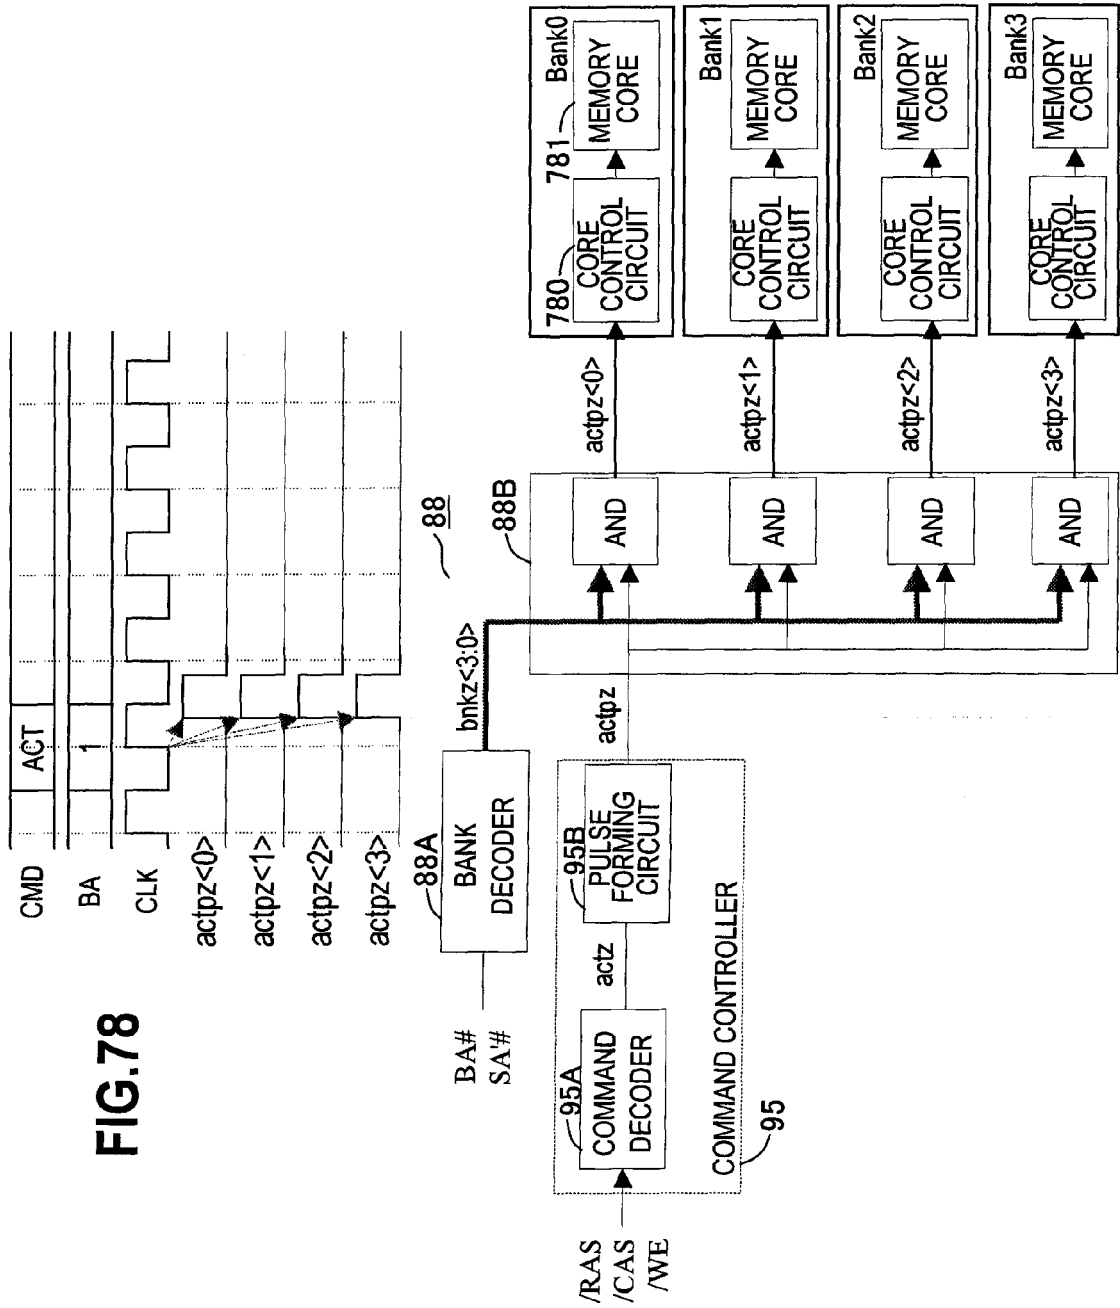 FIG.78
CMD
ACT
BA
1
CLK
actpz<0>
actpz<1>
actpz<2>
actpz<3>
88
BA#
SA'#
88A
BANK
DECODER
bnkz<3:0>
/RAS
/CAS
/WE
95A
COMMAND
DECODER
actz
95B
PULSE
FORMING
CIRCUIT
actpz
COMMAND CONTROLLER
95
88B
AND
AND
AND
AND
actpz<0>
actpz<1>
actpz<2>
actpz<3>
780
CORE
CONTROL
CIRCUIT
781
Bank0
MEMORY
CORE
CORE
CONTROL
CIRCUIT
Bank1
MEMORY
CORE
CORE
CONTROL
CIRCUIT
Bank2
MEMORY
CORE
CORE
CONTROL
CIRCUIT
Bank3
MEMORY
CORE